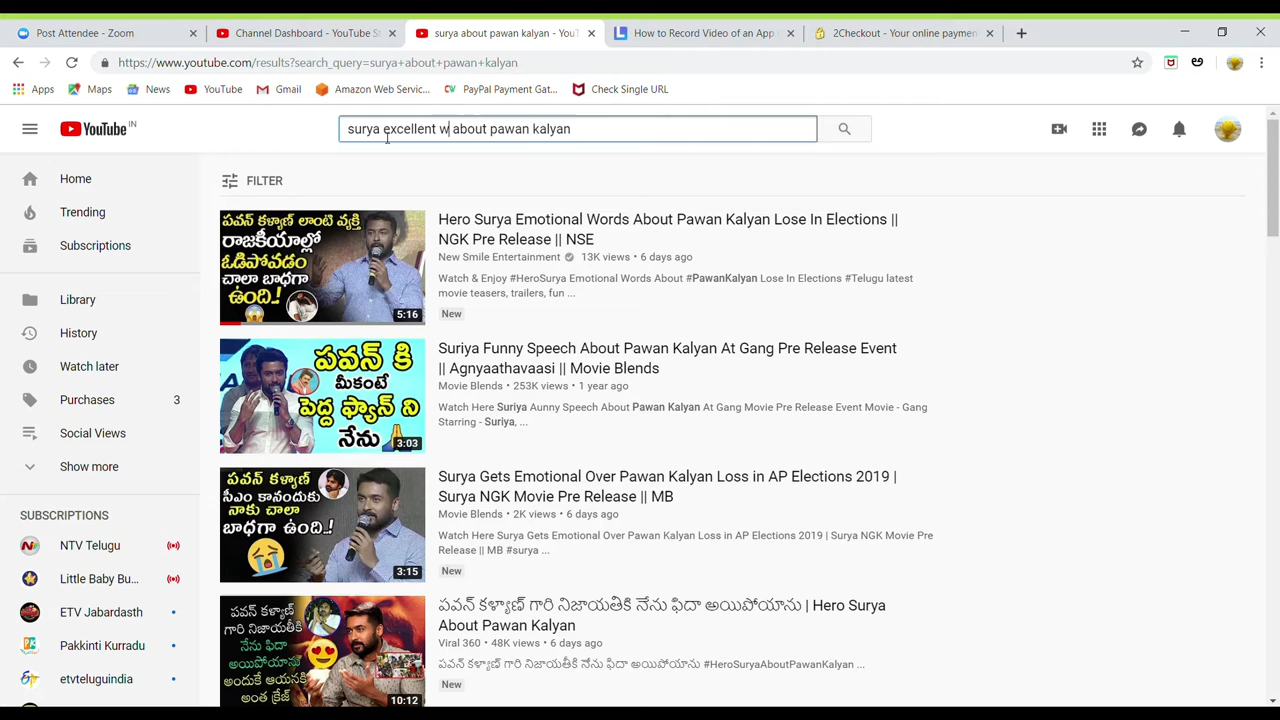 Post Attendee - Zoom
Channel Dashboard - YouTube S
surya about pawan kalyan - YouT
How to Record Video of an App
2Checkout - Your online paymen
https://www.youtube.com/results?search_query=surya+about+pawan+kalyan
Apps
Maps
News
YouTube
Gmail
Amazon Web Servic...
PayPal Payment Gat...
Check Single URL
YouTube IN
surya excellent w about pawan kalyan
Home
Trending
Subscriptions
Library
History
Watch later
Purchases 3
Social Views
Show more
SUBSCRIPTIONS
NTV Telugu
Little Baby Bu...
ETV Jabardasth
Pakkinti Kurradu
etvteluguindia
FILTER
పవన్ కళ్యాణ్ లాంటి వ్యక్తి
రాజకీయాల్లో
ఓడిపోవడం
చాలా బాధగా
ఉంది.!
5:16
Hero Surya Emotional Words About Pawan Kalyan Lose In Elections ||
NGK Pre Release || NSE
New Smile Entertainment 13K views • 6 days ago
Watch & Enjoy #HeroSurya Emotional Words About #PawanKalyan Lose In Elections #Telugu latest
movie teasers, trailers, fun ...
New
పవన్ కి
మీకంటే
పెద్ద ఫ్యాన్ ని
నేను
3:03
Suriya Funny Speech About Pawan Kalyan At Gang Pre Release Event
|| Agnyaathavaasi || Movie Blends
Movie Blends • 253K views • 1 year ago
Watch Here Suriya Aunny Speech About Pawan Kalyan At Gang Movie Pre Release Event Movie - Gang
Starring - Suriya, ...
పవన్ కళ్యాణ్
సీఎం కానందుకు
నాకు చాలా
బాధగా ఉంది.!
3:15
Surya Gets Emotional Over Pawan Kalyan Loss in AP Elections 2019 |
Surya NGK Movie Pre Release || MB
Movie Blends • 2K views • 6 days ago
Watch Here Surya Gets Emotional Over Pawan Kalyan Loss in AP Elections 2019 | Surya NGK Movie Pre
Release || MB #surya ...
New
పవన్ కళ్యాణ్
గారి నిజాయతీకి
నేను ఫిదా
అయిపోయాను
అందుకే ఆయనకి
అంత క్రేజ్
10:12
పవన్ కళ్యాణ్ గారి నిజాయతికి నేను ఫిదా అయిపోయాను | Hero Surya
About Pawan Kalyan
Viral 360 • 48K views • 6 days ago
పవన్ కళ్యాణ్ గారి నిజాయతికి నేను ఫిదా అయిపోయాను #HeroSuryaAboutPawanKalyan ...
New